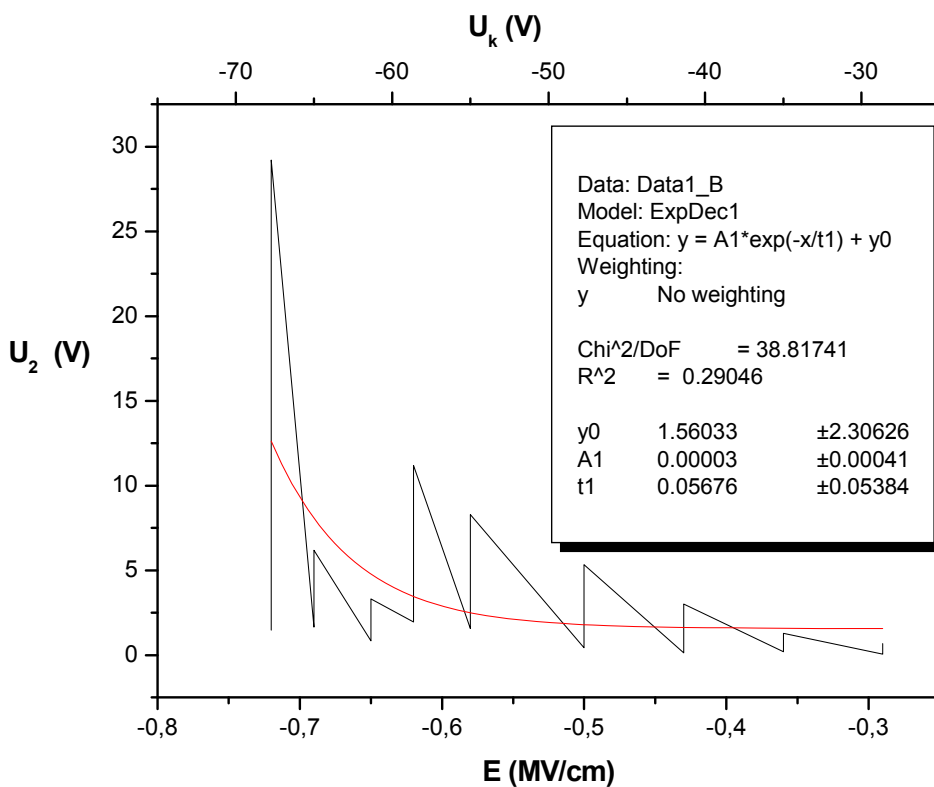 U_k (V)
-70 -60 -50 -40 -30
30
25
20
15
10
5
0
U_2 (V)
Data: Data1_B
Model: ExpDec1
Equation: y = A1*exp(-x/t1) + y0
Weighting:
y No weighting
Chi^2/DoF = 38.81741
R^2 = 0.29046
y0 1.56033 ±2.30626
A1 0.00003 ±0.00041
t1 0.05676 ±0.05384
-0,8 -0,7 -0,6 -0,5 -0,4 -0,3
E (MV/cm)